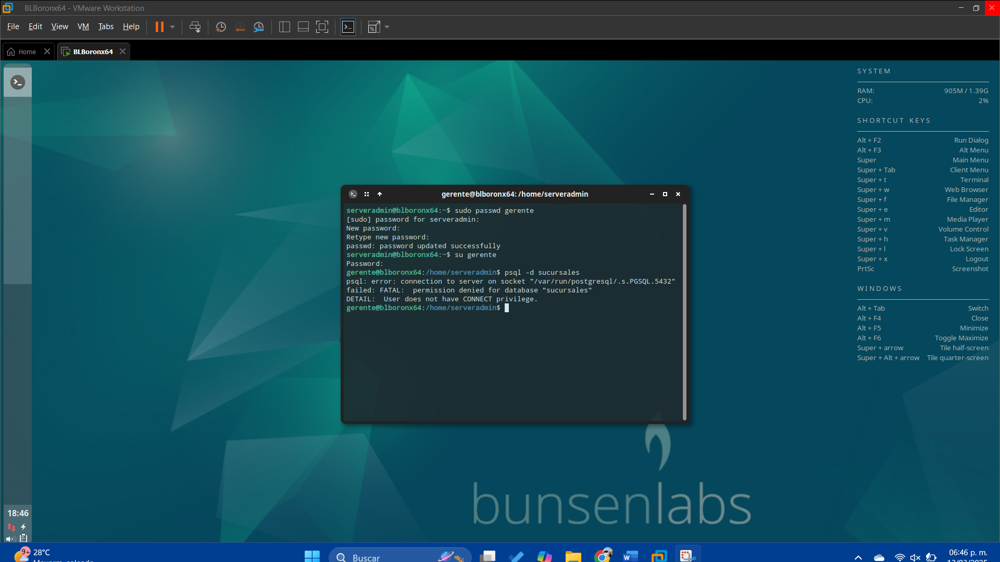 BLBoronx64 - VMware Workstation
File Edit View VM Tabs Help
Home
BLBoronx64
SYSTEM
RAM: 905M / 1.39G
CPU: 2%
SHORTCUT KEYS
Alt + F2 Run Dialog
Alt + F3 Alt Menu
Super Main Menu
Super + Tab Client Menu
Super + t Terminal
Super + w Web Browser
Super + f File Manager
Super + e Editor
Super + m Media Player
Super + v Volume Control
Super + h Task Manager
Super + l Lock Screen
Super + x Logout
PrtSc Screenshot
WINDOWS
Alt + Tab Switch
Alt + F4 Close
Alt + F5 Minimize
Alt + F6 Toggle Maximize
Super + arrow Tile half-screen
Super + Alt + arrow Tile quarter-screen
gerente@blboronx64: /home/serveradmin
serveradmin@blboronx64:~$ sudo passwd gerente
[sudo] password for serveradmin:
New password:
Retype new password:
passwd: password updated successfully
serveradmin@blboronx64:~$ su gerente
Password:
gerente@blboronx64:/home/serveradmin$ psql -d sucursales
psql: error: connection to server on socket "/var/run/postgresql/.s.PGSQL.5432"
failed: FATAL:  permission denied for database "sucursales"
DETAIL:  User does not have CONNECT privilege.
gerente@blboronx64:/home/serveradmin$
bunsenlabs
18:46
9+
28°C
Buscar
06:46 p. m.